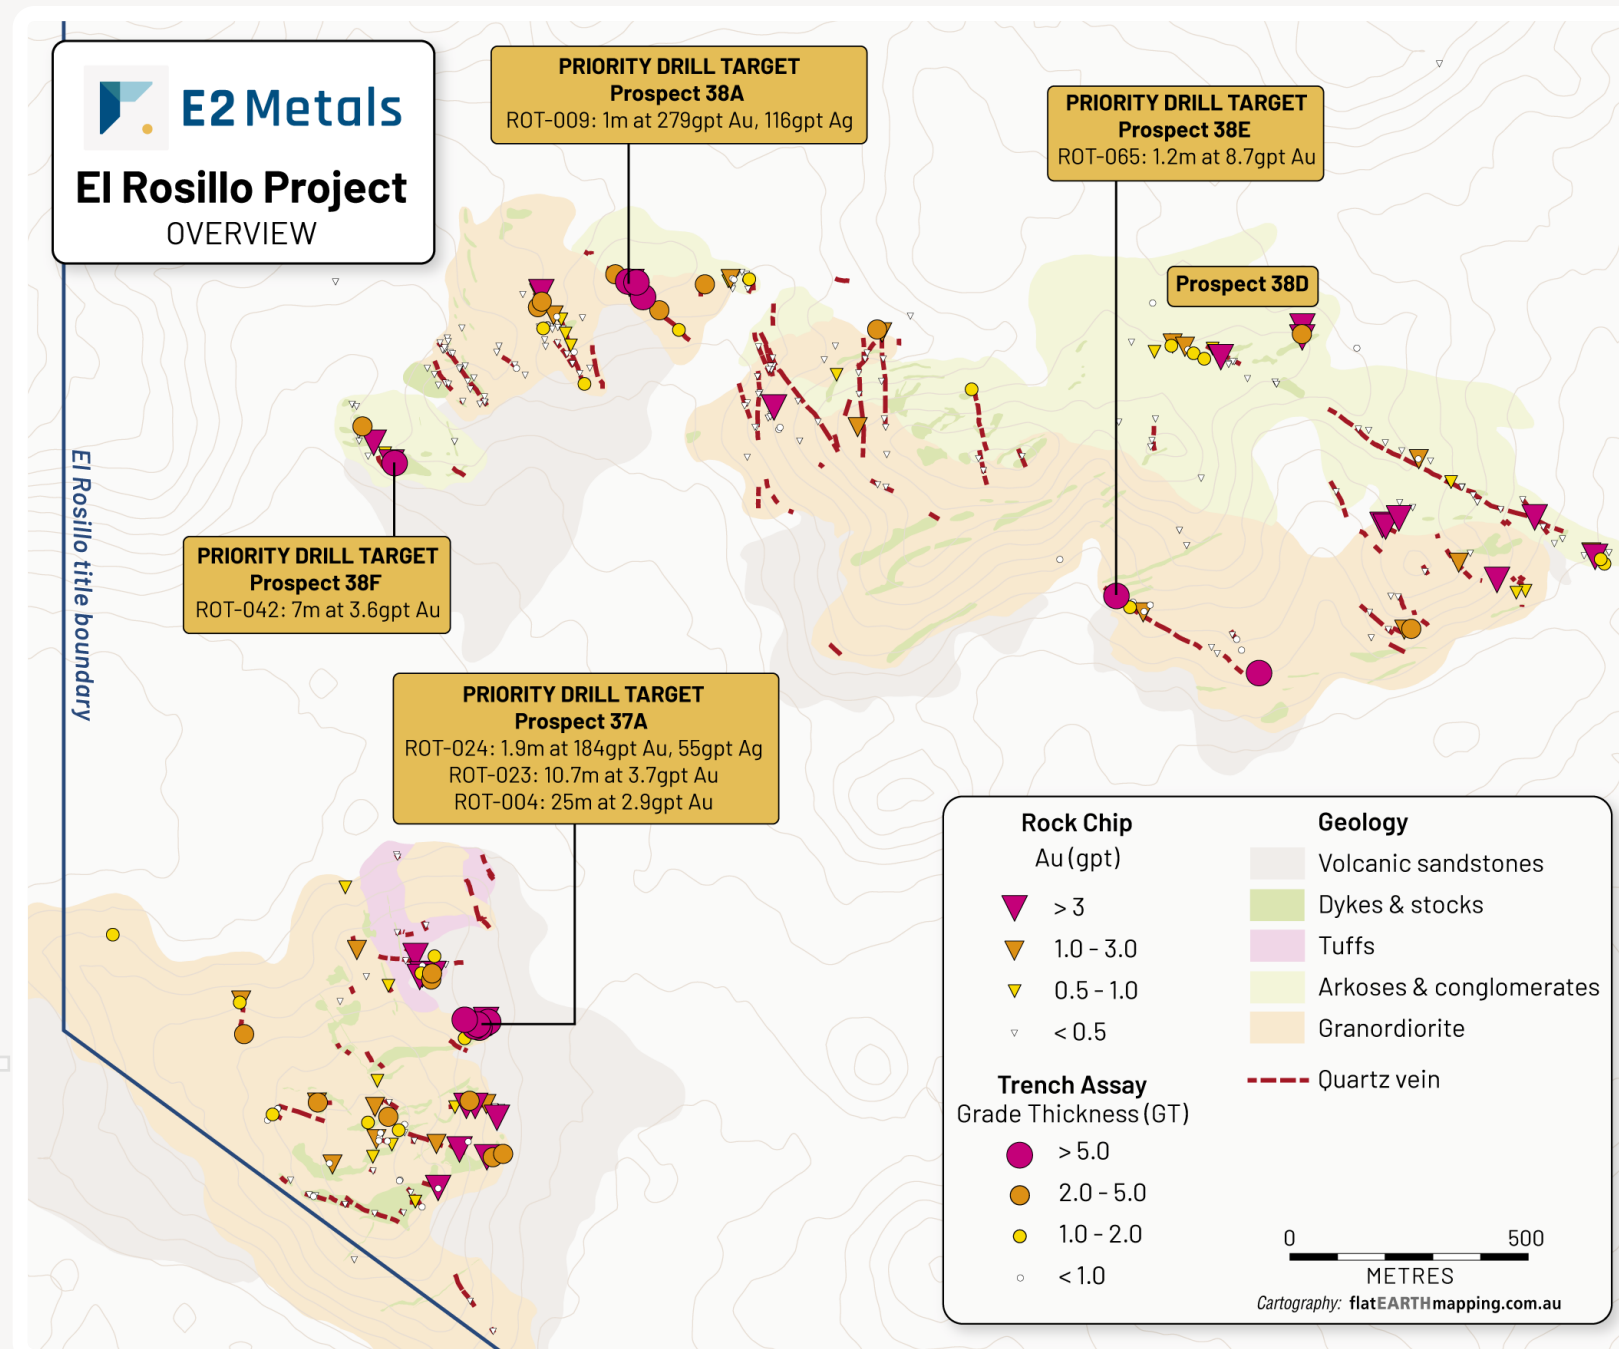 E2 Metals
El Rosillo Project
OVERVIEW
PRIORITY DRILL TARGET
Prospect 38A
ROT-009: 1m at 279gpt Au, 116gpt Ag
PRIORITY DRILL TARGET
Prospect 38E
ROT-065: 1.2m at 8.7gpt Au
Prospect 38D
El Rosillo title boundary
PRIORITY DRILL TARGET
Prospect 38F
ROT-042: 7m at 3.6gpt Au
PRIORITY DRILL TARGET
Prospect 37A
ROT-024: 1.9m at 184gpt Au, 55gpt Ag
ROT-023: 10.7m at 3.7gpt Au
ROT-004: 25m at 2.9gpt Au
Rock Chip
Au (gpt)
> 3
1.0 - 3.0
0.5 - 1.0
< 0.5
Trench Assay
Grade Thickness (GT)
> 5.0
2.0 - 5.0
1.0 - 2.0
< 1.0
Geology
Volcanic sandstones
Dykes & stocks
Tuffs
Arkoses & conglomerates
Granordiorite
Quartz vein
0 500
METRES
Cartography: flatEARTHmapping.com.au